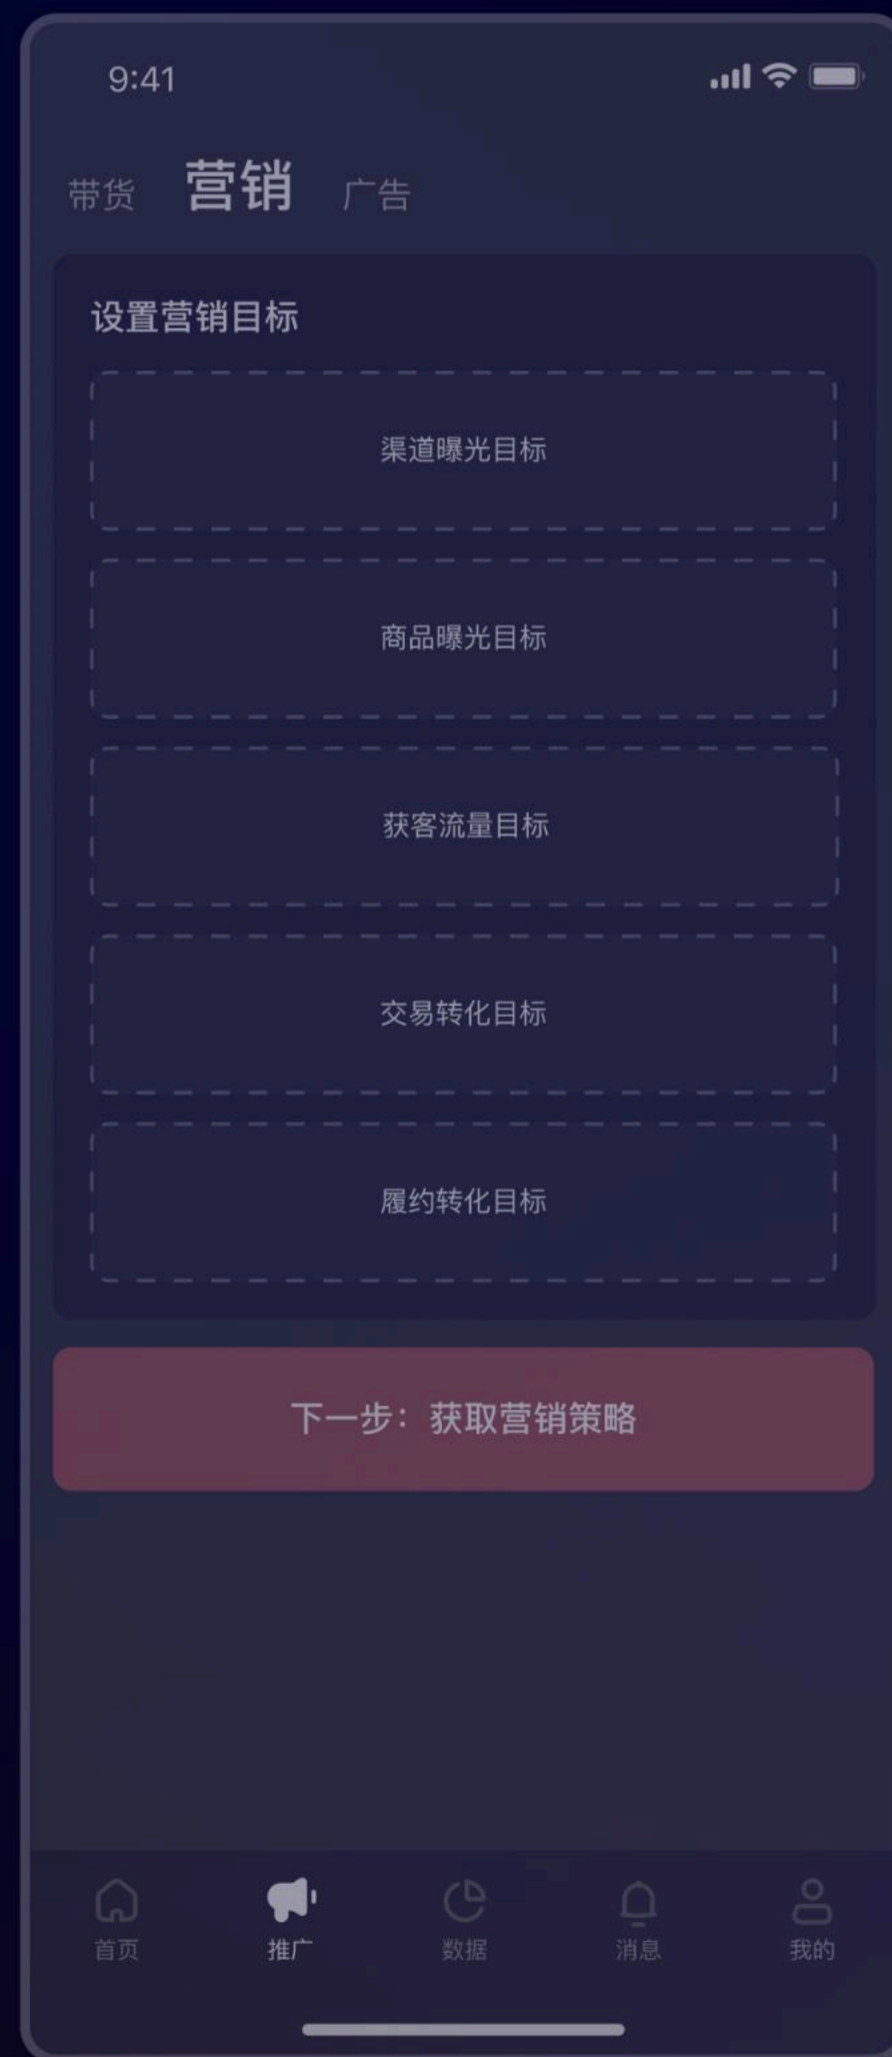 9:41
带货 营销 广告
设置营销目标
渠道曝光目标
商品曝光目标
获客流量目标
交易转化目标
履约转化目标
下一步：获取营销策略
首页 推广 数据 消息 我的